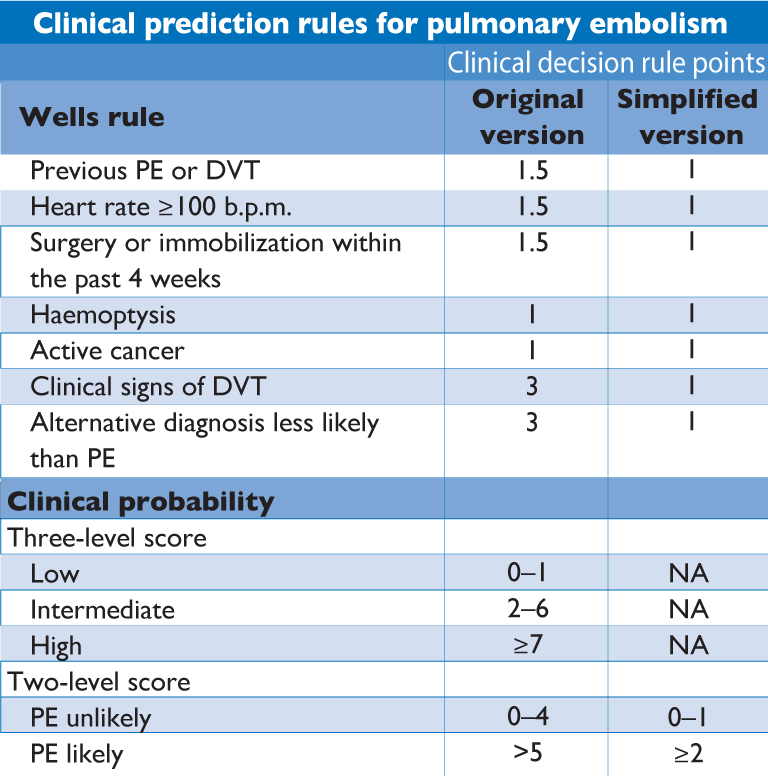 Clinical prediction rules for pulmonary embolism
Clinical decision rule points
Wells rule Original version Simplified version
Previous PE or DVT 1.5 1
Heart rate ≥100 b.p.m. 1.5 1
Surgery or immobilization within 1.5 1
the past 4 weeks
Haemoptysis 1 1
Active cancer 1 1
Clinical signs of DVT 3 1
Alternative diagnosis less likely 3 1
than PE
Clinical probability
Three-level score
Low 0–1 NA
Intermediate 2–6 NA
High ≥7 NA
Two-level score
PE unlikely 0–4 0–1
PE likely >5 ≥2